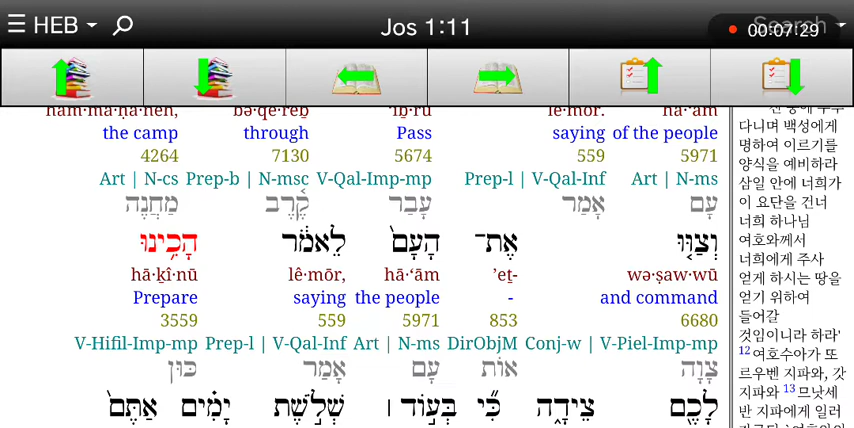 ☰ HEB Jos 1:11 Search 00:07:29
ham·ma·ḥă·neh, bə·qe·reḇ ‘iḇ·rū lê·mōr. hā·‘ām
the camp through Pass saying of the people
4264 7130 5674 559 5971
Art | N-cs Prep-b | N-msc V-Qal-Imp-mp Prep-l | V-Qal-Inf Art | N-ms
מַחֲנֶה קֶרֶב עָבַר אָמַר עָם
הָכִ֥ינוּ לֵאמֹ֔ר הָעָם֙ אֶת־ וְצַוּ֤וּ
hā·ḵî·nū lê·mōr, hā·‘ām ’eṯ- wə·ṣaw·wū
Prepare saying the people - and command
3559 559 5971 853 6680
V-Hifil-Imp-mp Prep-l | V-Qal-Inf Art | N-ms DirObjM Conj-w | V-Piel-Imp-mp
כּוּן אָמַר עָם אוֹת צָוָה
אַתֶּם֙ יָמִ֗ים שְׁלֹ֣שֶׁת ׀ בְּע֣וֹד כִּ֞י צֵידָ֑ה לָכֶ֖ם
다니며 백성에게
명하여 이르기를
양식을 예비하라
삼일 안에 너희가
이 요단을 건너
너희 하나님
여호와께서
너희에게 주사
얻게 하시는 땅을
얻기 위하여
들어갈
것임이니라 하라'
12 여호수아가 또
르우벤 지파와, 갓
지파와 13 므낫세
반 지파에게 일러